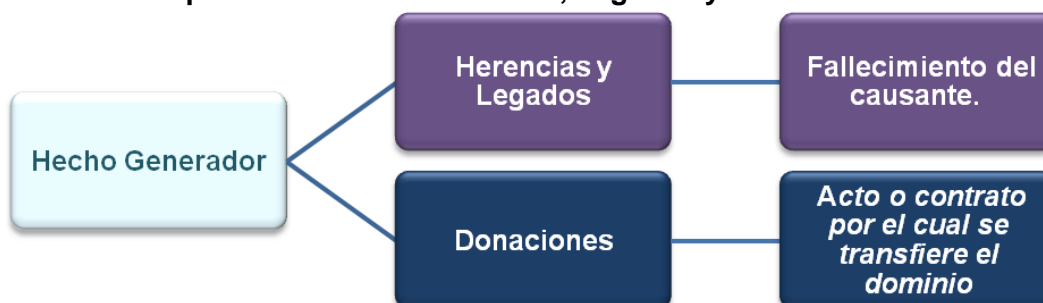 Hecho Generador
Herencias y
Legados
Fallecimiento del
causante.
Donaciones
Acto o contrato
por el cual se
transfiere el
dominio